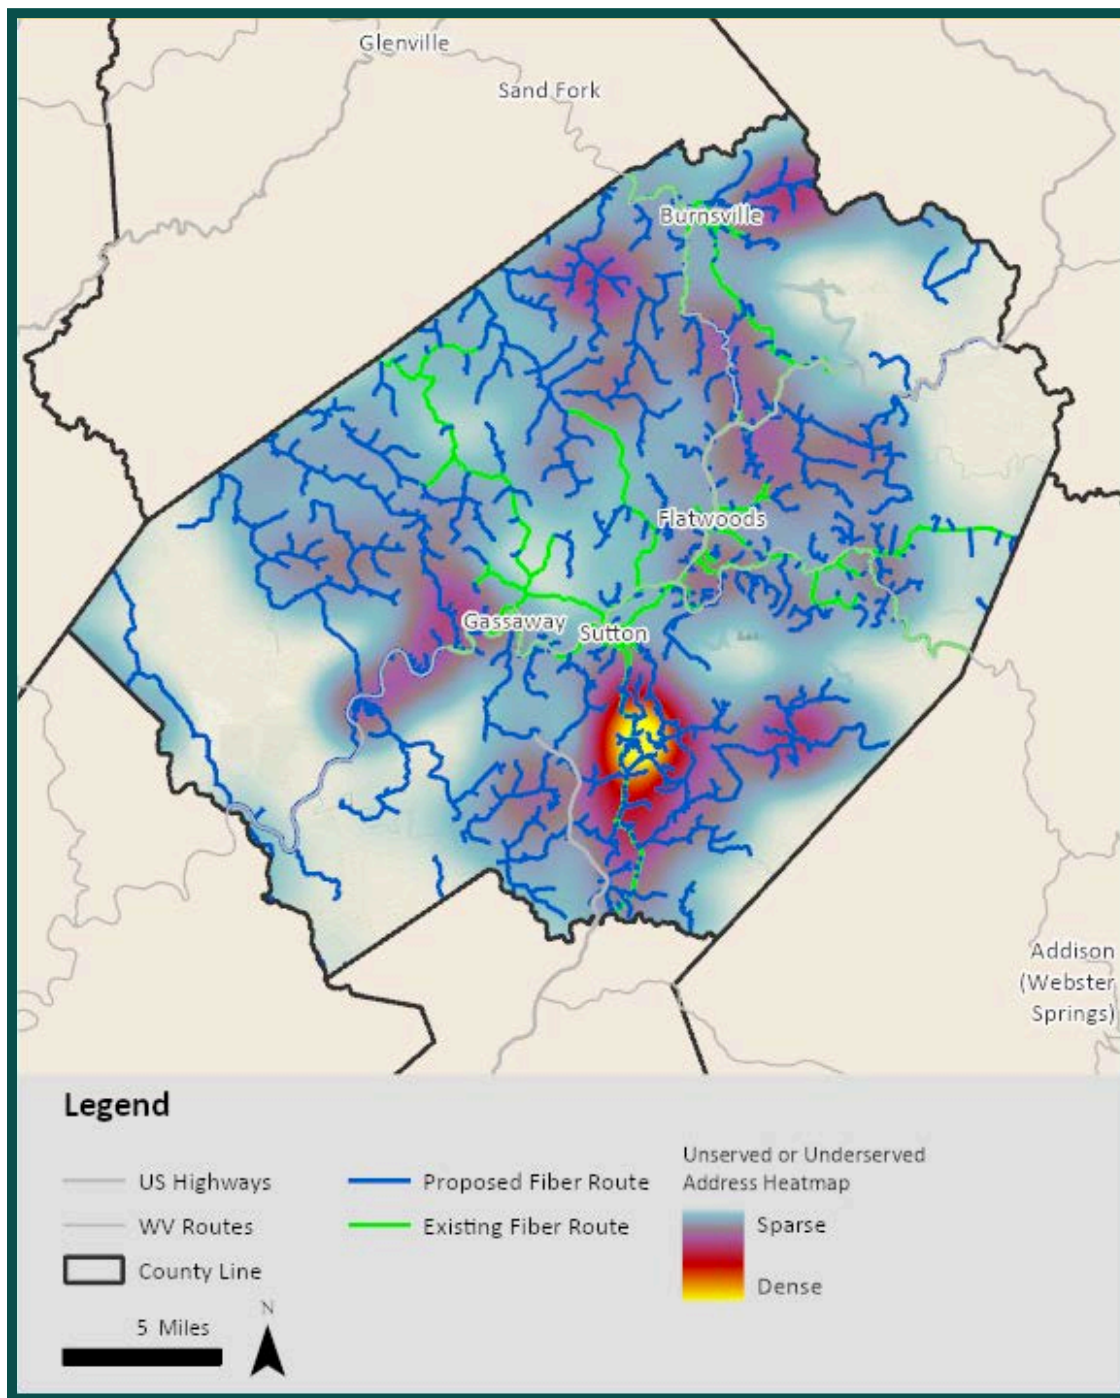 Glenville
Sand Fork
Burnsville
Flatwoods
Gassaway
Sutton
Addison
(Webster
Springs)
Legend
US Highways
WV Routes
County Line
5 Miles
N
Proposed Fiber Route
Existing Fiber Route
Unserved or Underserved
Address Heatmap
Sparse
Dense